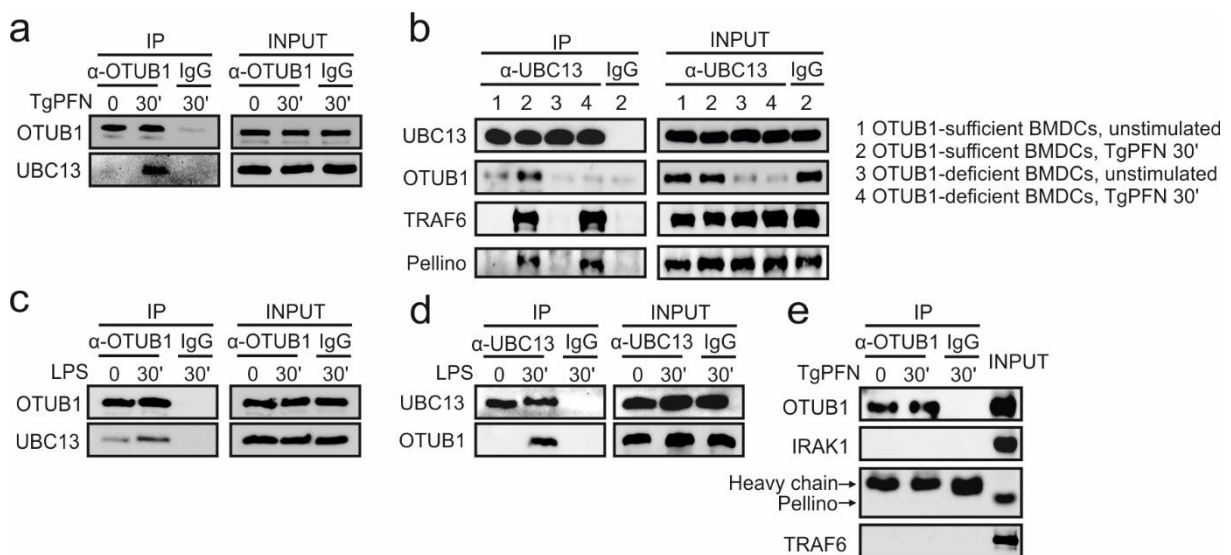 a
IP INPUT
α-OTUB1 IgG α-OTUB1 IgG
TgPFN 0 30' 30' 0 30' 30'
OTUB1
UBC13
b
IP INPUT
α-UBC13 IgG α-UBC13 IgG
1 2 3 4 2 1 2 3 4 2
UBC13
OTUB1
TRAF6
Pellino
1 OTUB1-sufficient BMDCs, unstimulated
2 OTUB1-sufficent BMDCs, TgPFN 30'
3 OTUB1-deficient BMDCs, unstimulated
4 OTUB1-deficient BMDCs, TgPFN 30'
c
IP INPUT
α-OTUB1 IgG α-OTUB1 IgG
LPS 0 30' 30' 0 30' 30'
OTUB1
UBC13
d
IP INPUT
α-UBC13 IgG α-UBC13 IgG
LPS 0 30' 30' 0 30' 30'
UBC13
OTUB1
e
IP
α-OTUB1 IgG INPUT
TgPFN 0 30' 30'
OTUB1
IRAK1
Heavy chain→
Pellino→
TRAF6